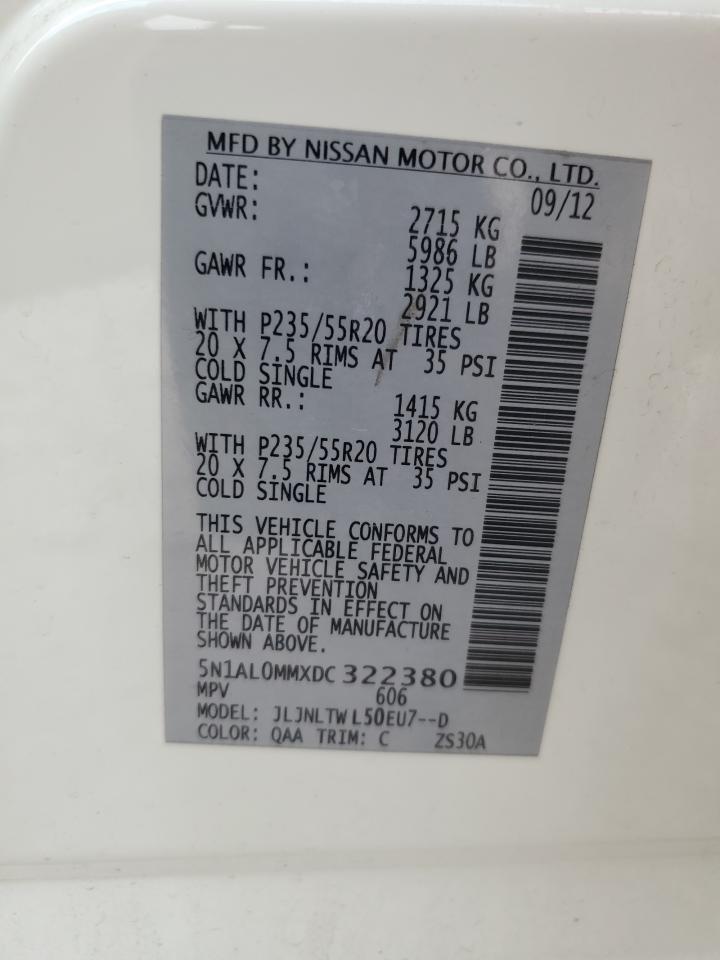 MFD BY NISSAN MOTOR CO., LTD.
DATE: 09/12
GVWR: 2715 KG
5986 LB
GAWR FR.: 1325 KG
2921 LB
WITH P235/55R20 TIRES
20 X 7.5 RIMS AT 35 PSI
COLD SINGLE
GAWR RR.: 1415 KG
3120 LB
WITH P235/55R20 TIRES
20 X 7.5 RIMS AT 35 PSI
COLD SINGLE
THIS VEHICLE CONFORMS TO
ALL APPLICABLE FEDERAL
MOTOR VEHICLE SAFETY AND
THEFT PREVENTION
STANDARDS IN EFFECT ON
THE DATE OF MANUFACTURE
SHOWN ABOVE.
5N1AL0MMXDC 322380
MPV 606
MODEL: JLJNLTW L50EU7--D
COLOR: QAA TRIM: C ZS30A